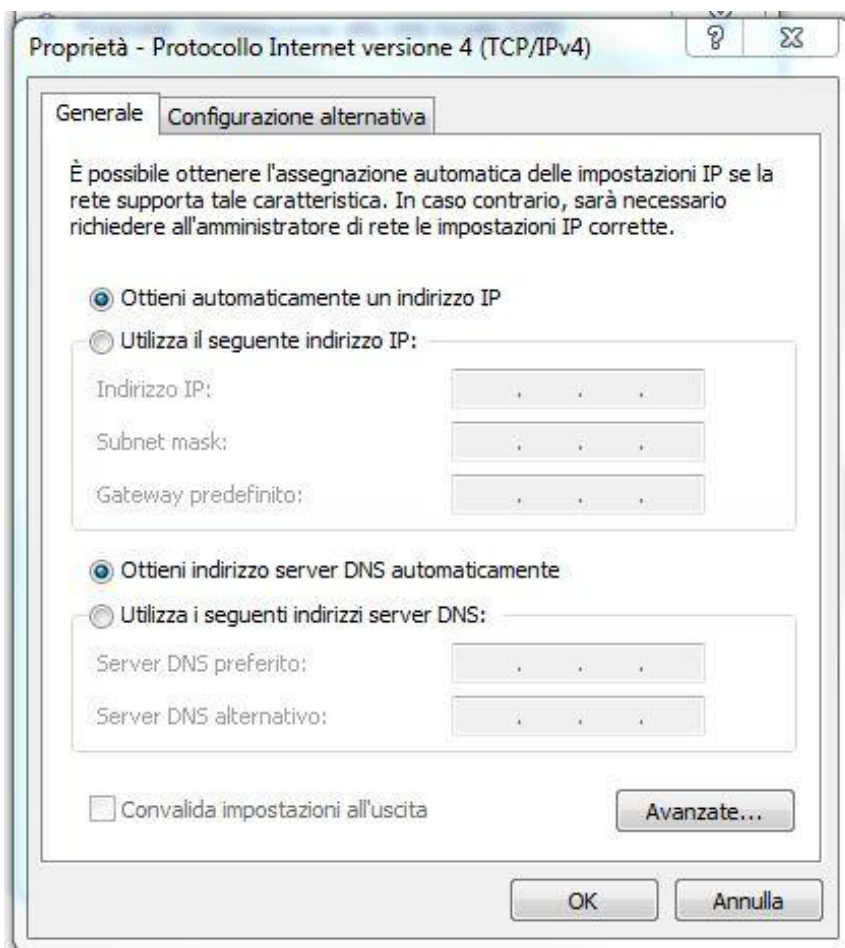 Proprietà - Protocollo Internet versione 4 (TCP/IPv4)
Generale
Configurazione alternativa
È possibile ottenere l'assegnazione automatica delle impostazioni IP se la
rete supporta tale caratteristica. In caso contrario, sarà necessario
richiedere all'amministratore di rete le impostazioni IP corrette.
Ottieni automaticamente un indirizzo IP
Utilizza il seguente indirizzo IP:
Indirizzo IP:
Subnet mask:
Gateway predefinito:
Ottieni indirizzo server DNS automaticamente
Utilizza i seguenti indirizzi server DNS:
Server DNS preferito:
Server DNS alternativo:
Convalida impostazioni all'uscita
Avanzate...
OK
Annulla